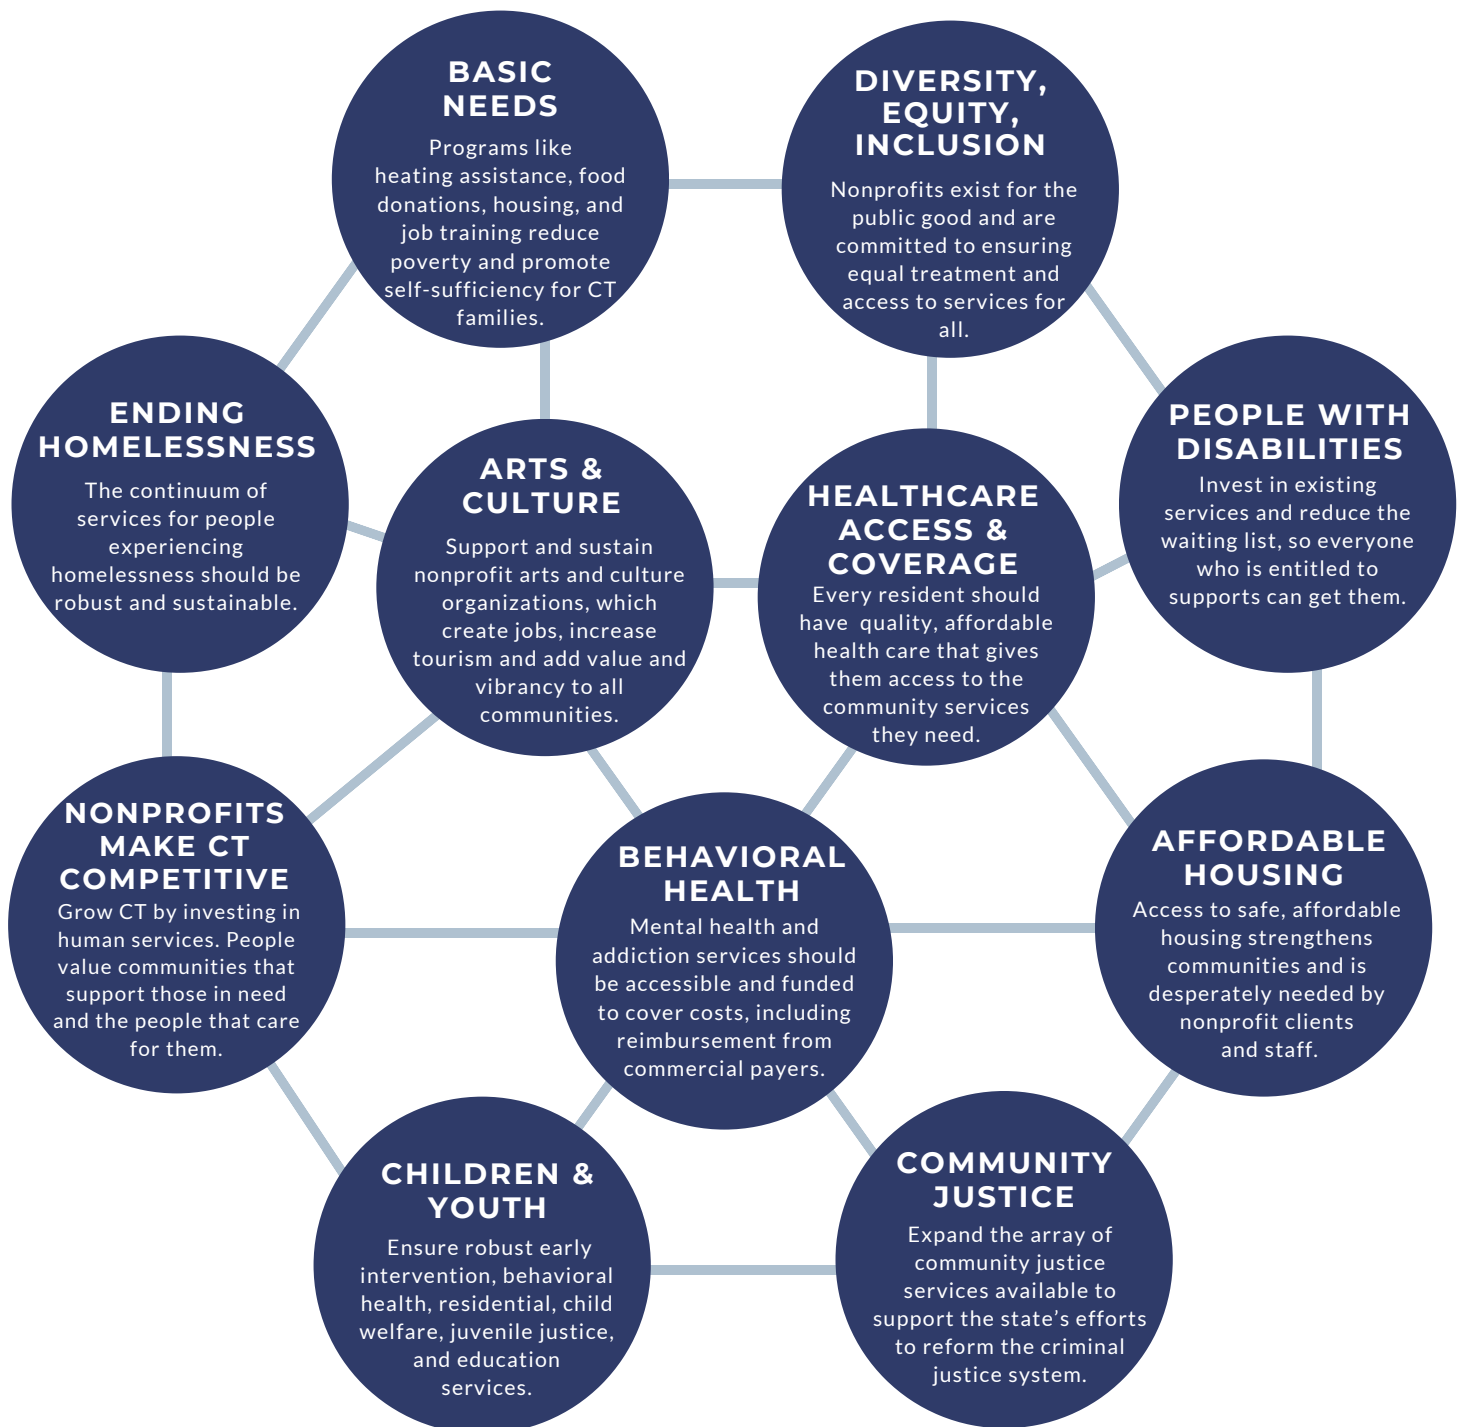 BASIC
NEEDS
Programs like
heating assistance, food
donations, housing, and
job training reduce
poverty and promote
self-sufficiency for CT
families.
DIVERSITY,
EQUITY,
INCLUSION
Nonprofits exist for the
public good and are
committed to ensuring
equal treatment and
access to services for
all.
ENDING
HOMELESSNESS
The continuum of
services for people
experiencing
homelessness should be
robust and sustainable.
ARTS &
CULTURE
Support and sustain
nonprofit arts and culture
organizations, which
create jobs, increase
tourism and add value and
vibrancy to all
communities.
HEALTHCARE
ACCESS &
COVERAGE
Every resident should
have  quality, affordable
health care that gives
them access to the
community services
they need.
PEOPLE WITH
DISABILITIES
Invest in existing
services and reduce the
waiting list, so everyone
who is entitled to
supports can get them.
NONPROFITS
MAKE CT
COMPETITIVE
Grow CT by investing in
human services. People
value communities that
support those in need
and the people that care
for them.
BEHAVIORAL
HEALTH
Mental health and
addiction services should
be accessible and funded
to cover costs, including
reimbursement from
commercial payers.
AFFORDABLE
HOUSING
Access to safe, affordable
housing strengthens
communities and is
desperately needed by
nonprofit clients
and staff.
CHILDREN &
YOUTH
Ensure robust early
intervention, behavioral
health, residential, child
welfare, juvenile justice,
and education
services.
COMMUNITY
JUSTICE
Expand the array of
community justice
services available to
support the state’s efforts
to reform the criminal
justice system.